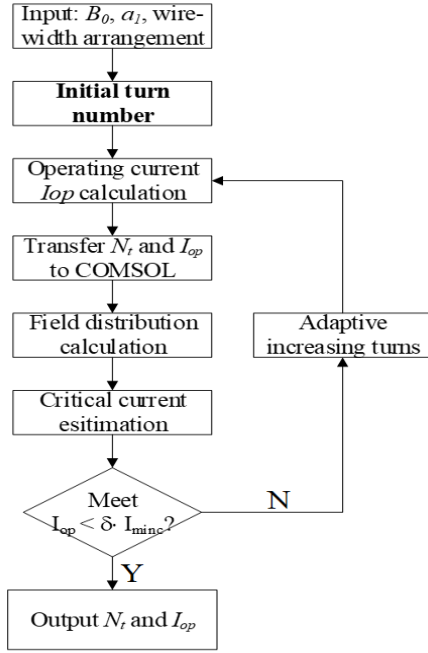 Input: B₀, a₁, wire-
width arrangement
Initial turn
number
Operating current
Iop calculation
Transfer Nₜ and Iₒₚ
to COMSOL
Field distribution
calculation
Adaptive
increasing turns
Critical current
esitimation
Meet
Iₒₚ < δ· Iₘᵢₙc?
N
Y
Output Nₜ and Iₒₚ